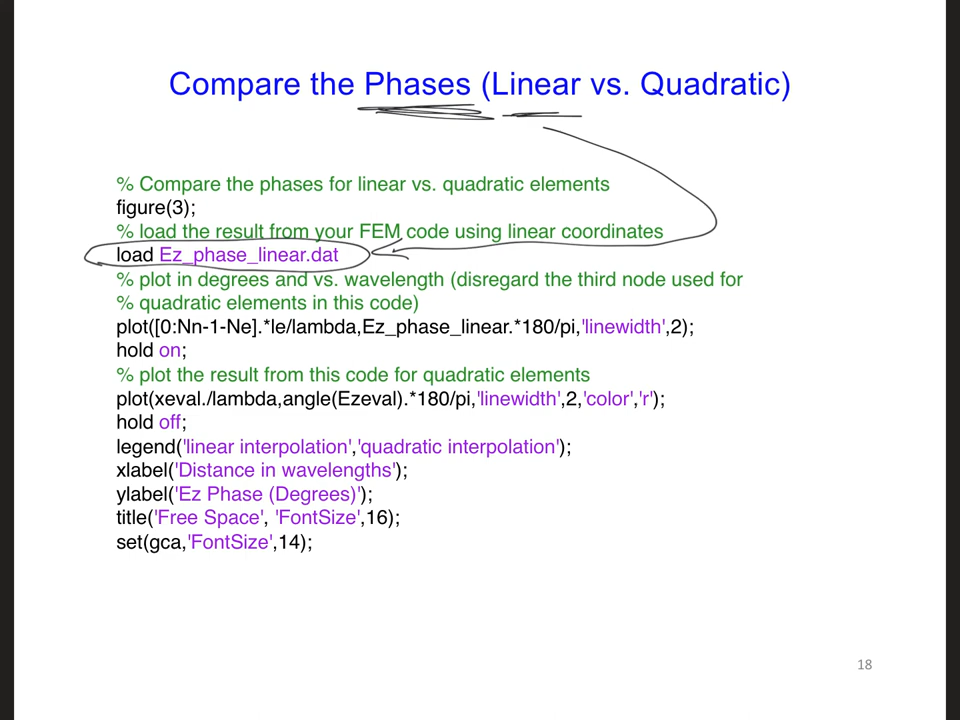 Compare the Phases (Linear vs. Quadratic)
% Compare the phases for linear vs. quadratic elements
figure(3);
% load the result from your FEM code using linear coordinates
load Ez_phase_linear.dat
% plot in degrees and vs. wavelength (disregard the third node used for
% quadratic elements in this code)
plot([0:Nn-1-Ne].*le/lambda,Ez_phase_linear.*180/pi,'linewidth',2);
hold on;
% plot the result from this code for quadratic elements
plot(xeval./lambda,angle(Ezeval).*180/pi,'linewidth',2,'color','r');
hold off;
legend('linear interpolation','quadratic interpolation');
xlabel('Distance in wavelengths');
ylabel('Ez Phase (Degrees)');
title('Free Space', 'FontSize',16);
set(gca,'FontSize',14);
18